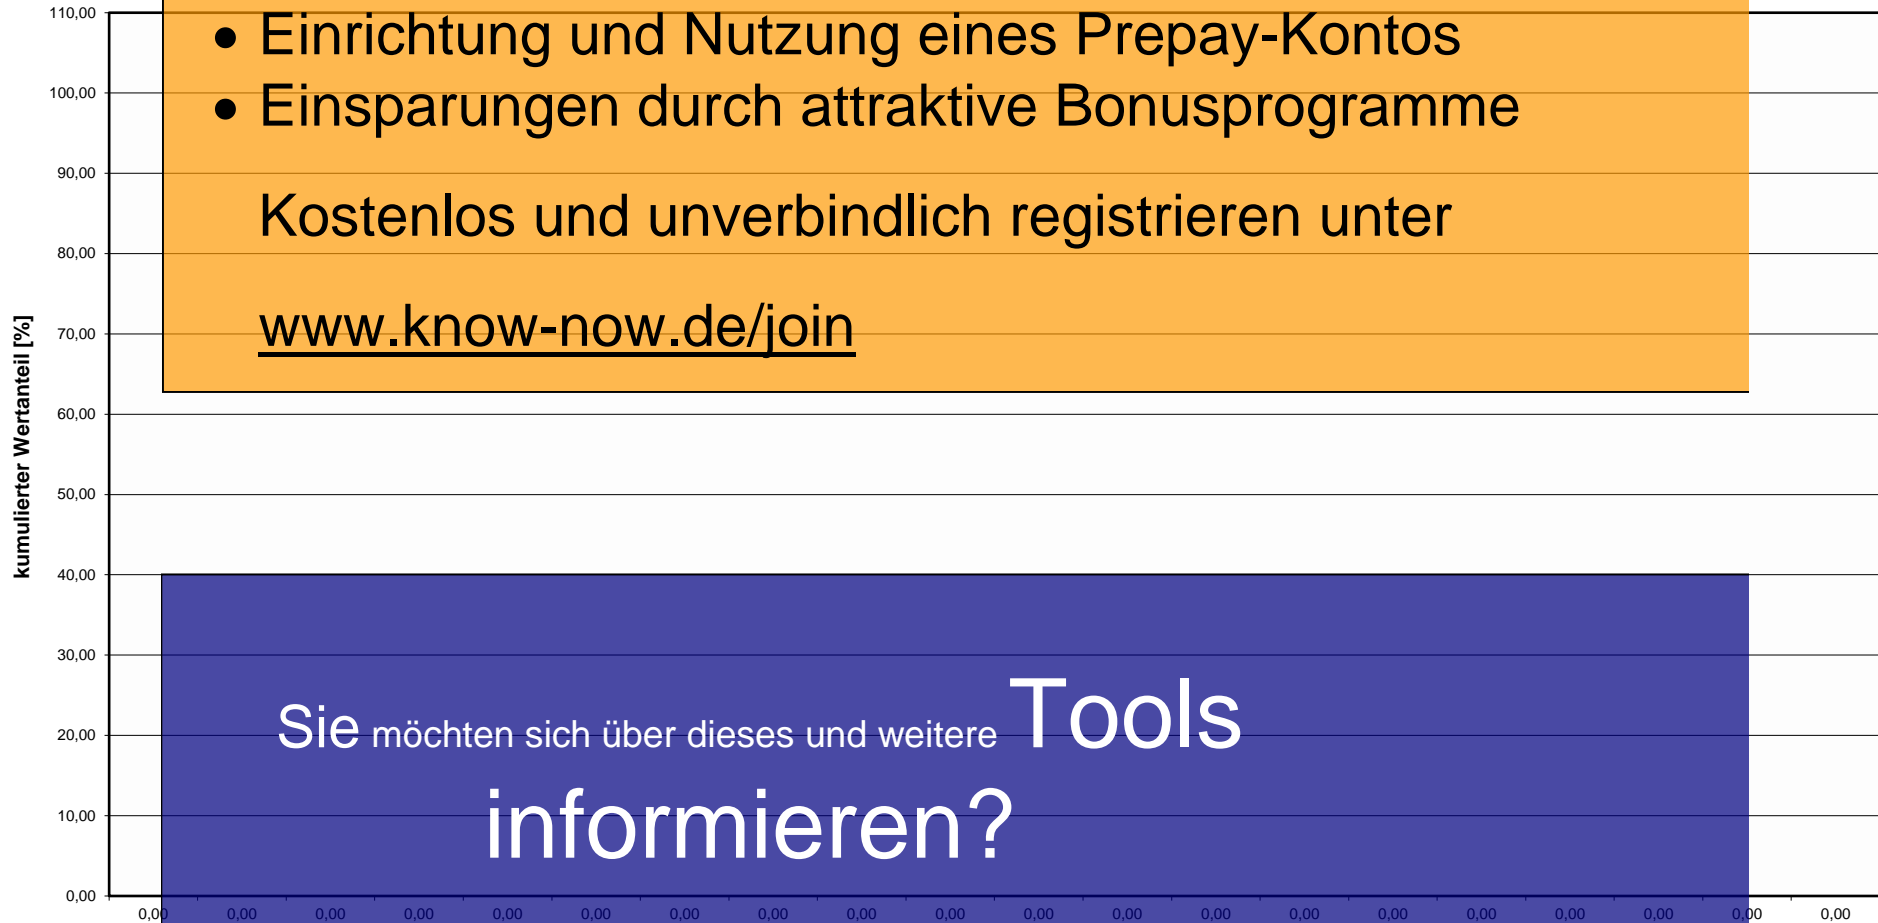 110,00
• Einrichtung und Nutzung eines Prepay-Kontos
100,00
• Einsparungen durch attraktive Bonusprogramme
90,00
Kostenlos und unverbindlich registrieren unter
80,00
www.know-now.de/join
70,00
kumulierter Wertanteil [%]
60,00
50,00
40,00
30,00
Sie möchten sich über dieses und weitere Tools
20,00
informieren?
10,00
0,00
0,00 0,00 0,00 0,00 0,00 0,00 0,00 0,00 0,00 0,00 0,00 0,00 0,00 0,00 0,00 0,00 0,00 0,00 0,00 0,00